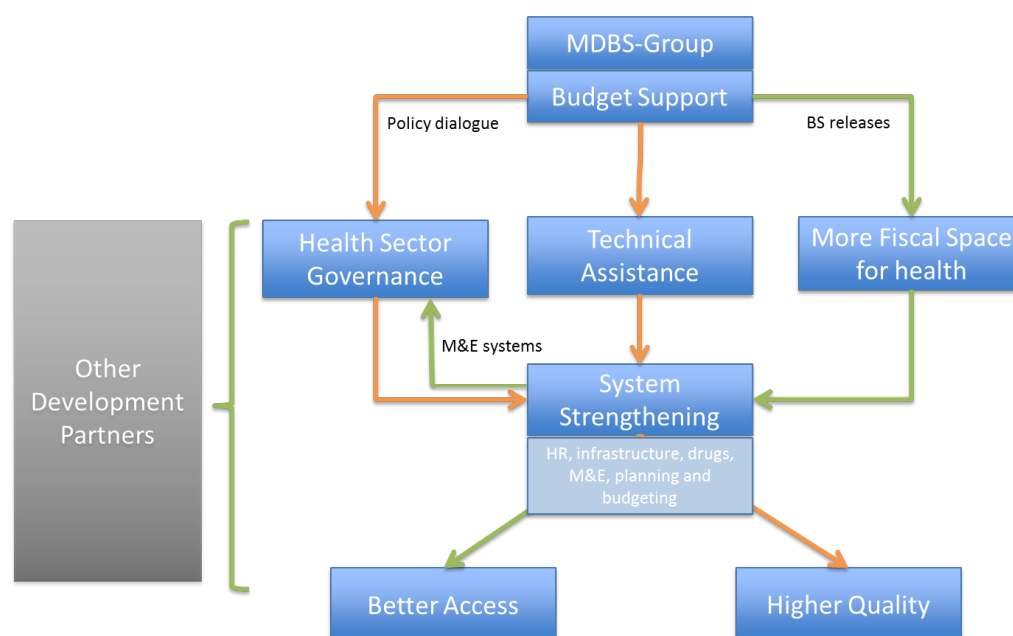 MDBS-Group
Budget Support
Policy dialogue
BS releases
Health Sector
Governance
Technical
Assistance
More Fiscal Space
for health
M&E systems
Other
Development
Partners
System
Strengthening
HR, infrastructure, drugs,
M&E, planning and
budgeting
Better Access
Higher Quality